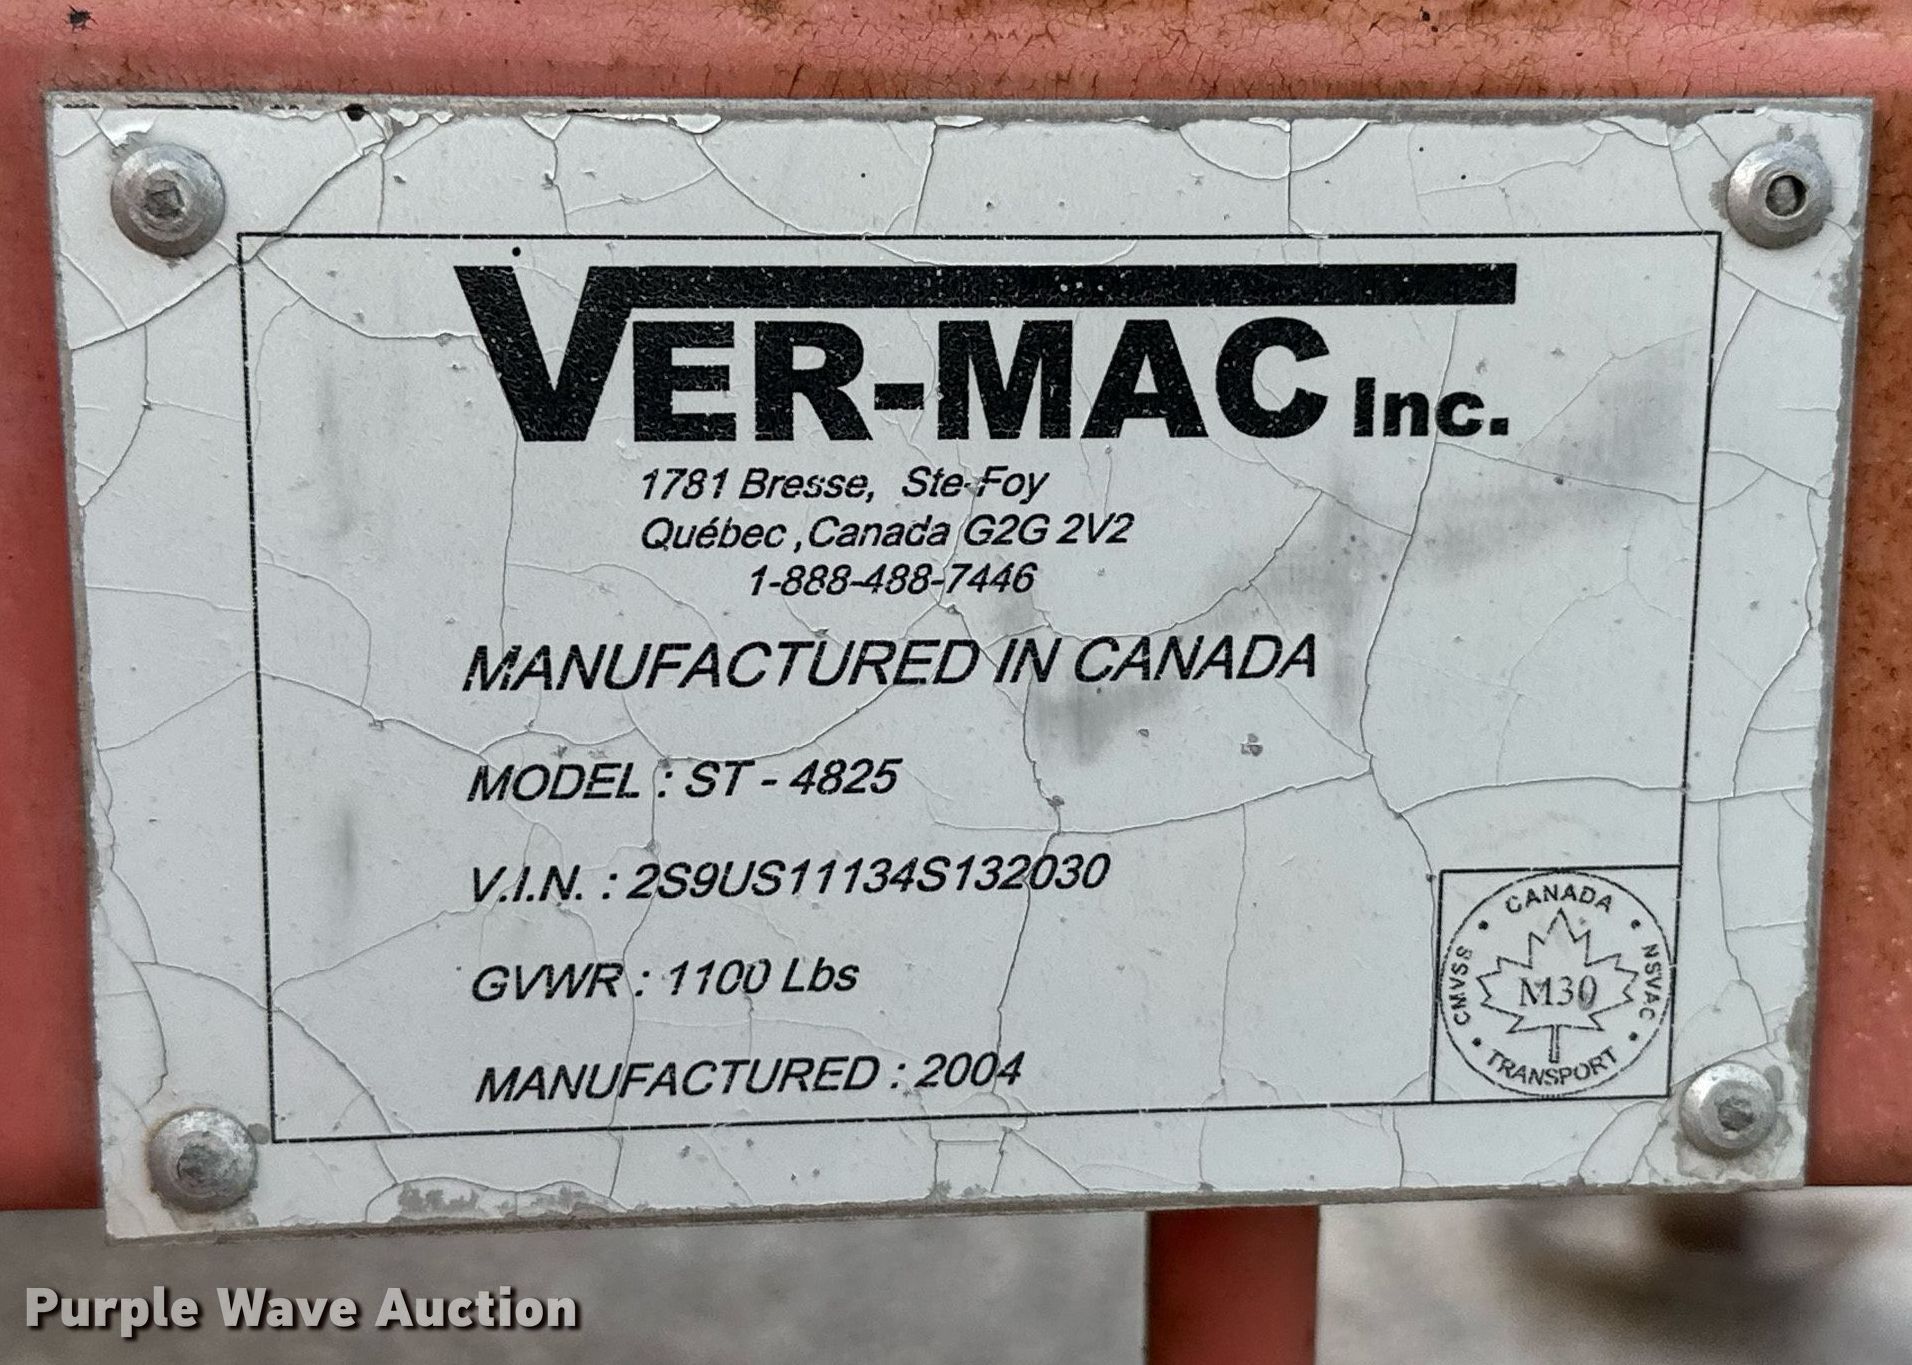 VER-MAC Inc.
1781 Bresse, Ste-Foy
Québec ,Canada G2G 2V2
1-888-488-7446
MANUFACTURED IN CANADA
MODEL : ST - 4825
V.I.N. : 2S9US11134S132030
GVWR : 1100 Lbs
MANUFACTURED : 2004
CANADA
CMVSS
NSVAC
M30
TRANSPORT
Purple Wave Auction